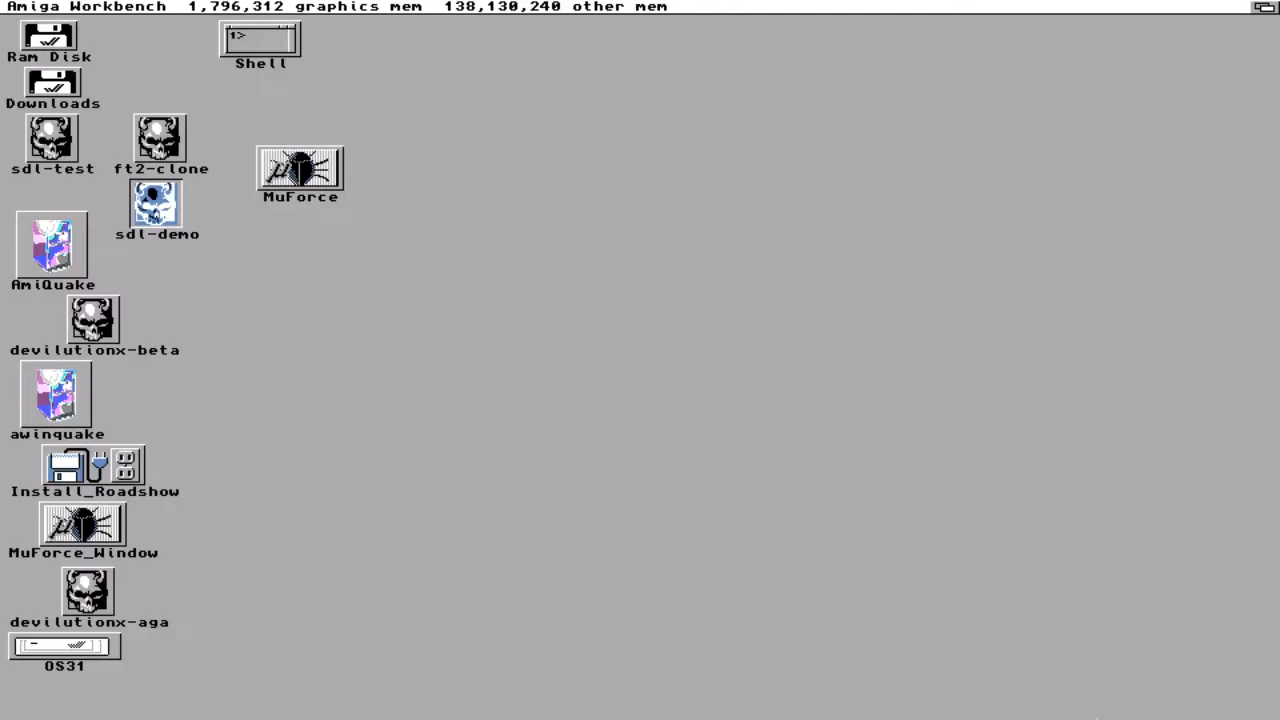 Amiga Workbench 1,796,312 graphics mem 138,130,240 other mem
1>
Ram Disk
Shell
Downloads
sdl-test
ft2-clone
µ
MuForce
sdl-demo
AmiQuake
devilutionx-beta
awinquake
Install_Roadshow
µ
MuForce_Window
devilutionx-aga
OS31